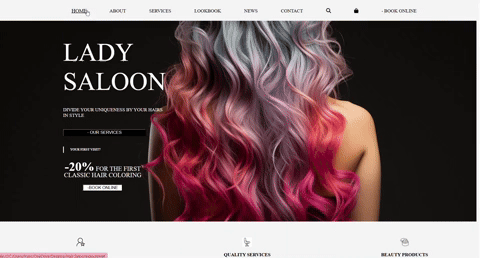 HOME ABOUT SERVICES LOOKBOOK NEWS CONTACT - BOOK ONLINE
LADY
SALOON
DIVIDE YOUR UNIQUENESS BY YOUR HAIRS
IN STYLE
- OUR SERVICES
YOUR FIRST VISIT?
-20% FOR THE FIRST
CLASSIC HAIR COLORING
-BOOK ONLINE
QUALITY SERVICES BEAUTY PRODUCTS